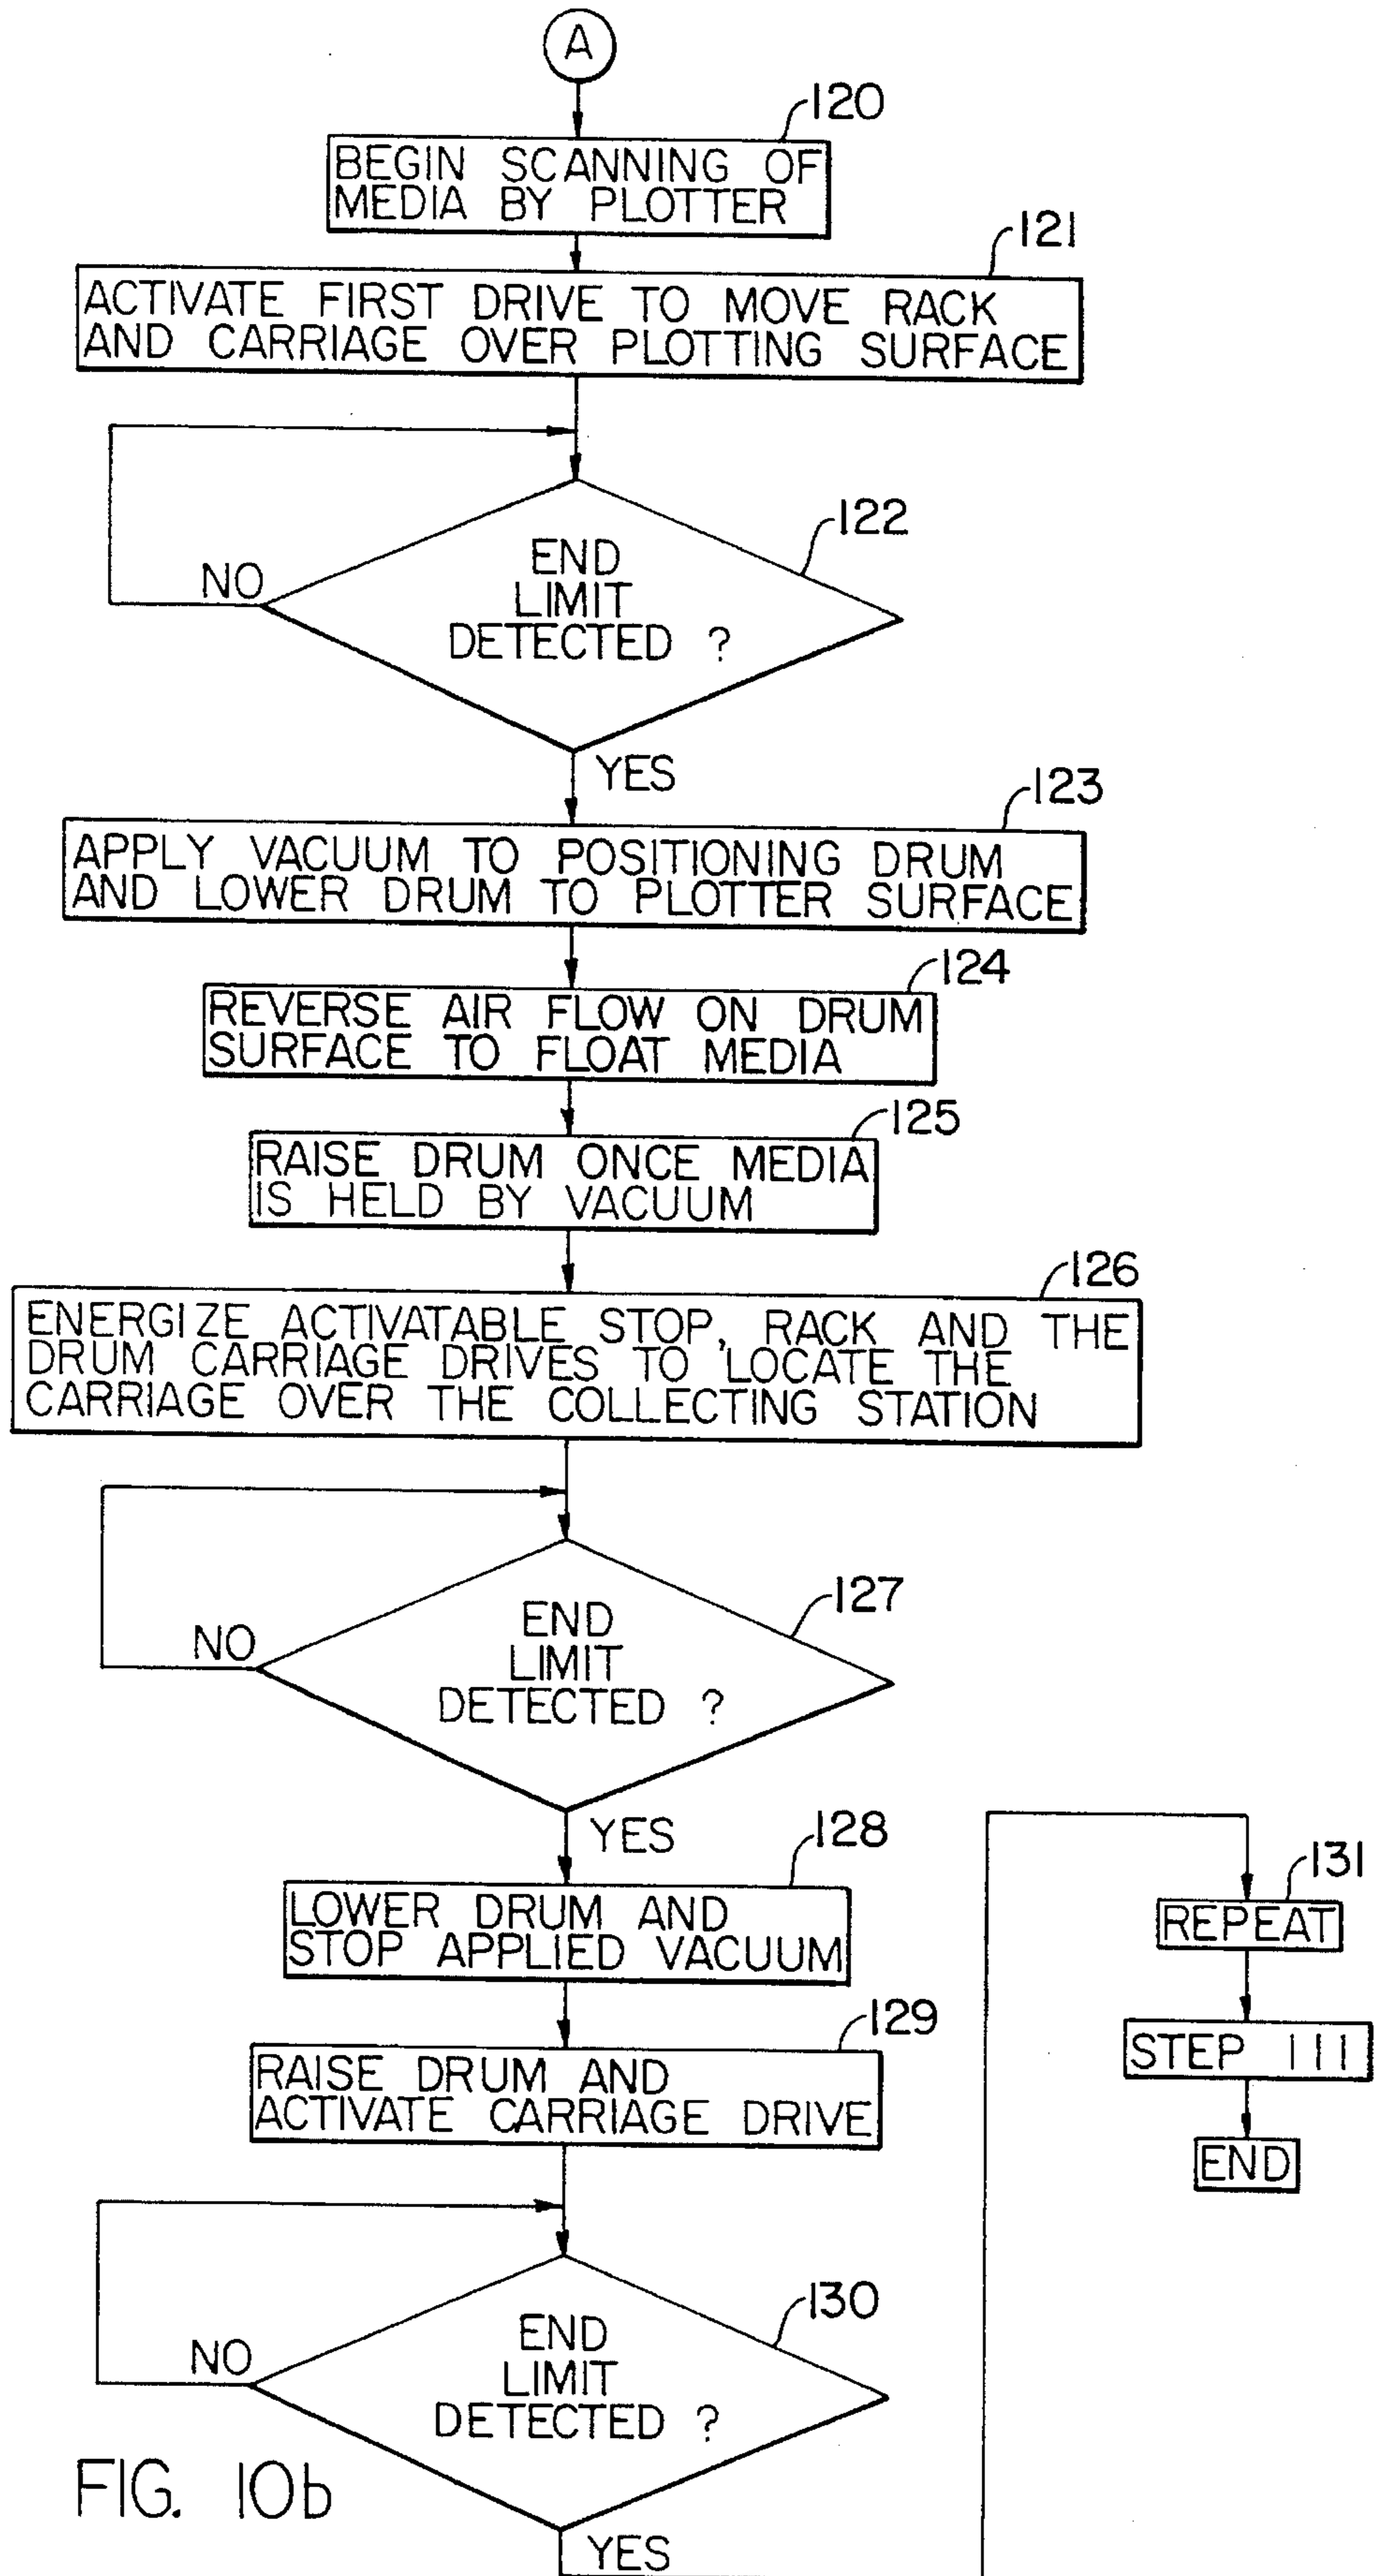 A
120
BEGIN SCANNING OF
MEDIA BY PLOTTER
121
ACTIVATE FIRST DRIVE TO MOVE RACK
AND CARRIAGE OVER PLOTTING SURFACE
122
END
LIMIT
DETECTED ?
NO
YES
123
APPLY VACUUM TO POSITIONING DRUM
AND LOWER DRUM TO PLOTTER SURFACE
124
REVERSE AIR FLOW ON DRUM
SURFACE TO FLOAT MEDIA
125
RAISE DRUM ONCE MEDIA
IS HELD BY VACUUM
126
ENERGIZE ACTIVATABLE STOP, RACK AND THE
DRUM CARRIAGE DRIVES TO LOCATE THE
CARRIAGE OVER THE COLLECTING STATION
127
END
LIMIT
DETECTED ?
NO
YES
128
LOWER DRUM AND
STOP APPLIED VACUUM
129
RAISE DRUM AND
ACTIVATE CARRIAGE DRIVE
130
END
LIMIT
DETECTED ?
NO
YES
131
REPEAT
STEP 111
END
FIG. 10b